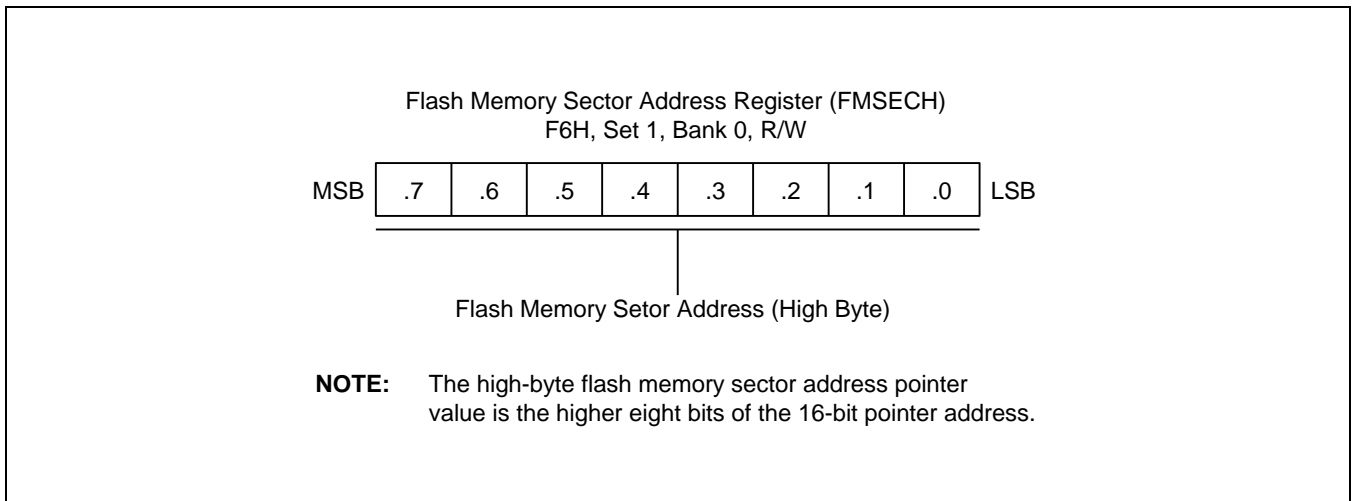 Flash Memory Sector Address Register (FMSECH)
F6H, Set 1, Bank 0, R/W
MSB .7 .6 .5 .4 .3 .2 .1 .0 LSB
Flash Memory Setor Address (High Byte)
NOTE: The high-byte flash memory sector address pointer
value is the higher eight bits of the 16-bit pointer address.